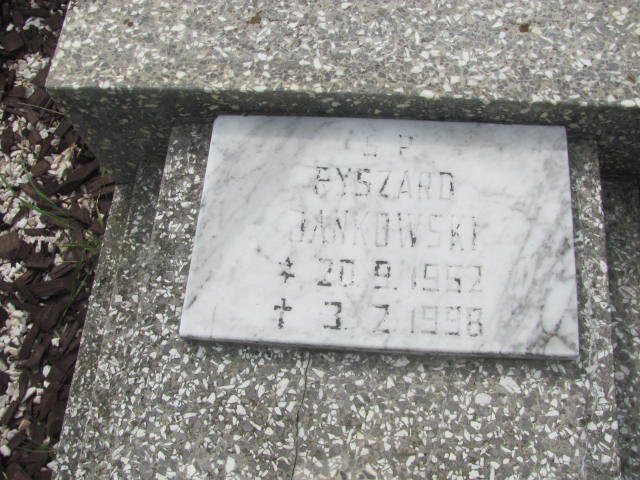 Ś P
RYSZARD
JANKOWSKI
* 20.9.1952
✝ 3.2.1998